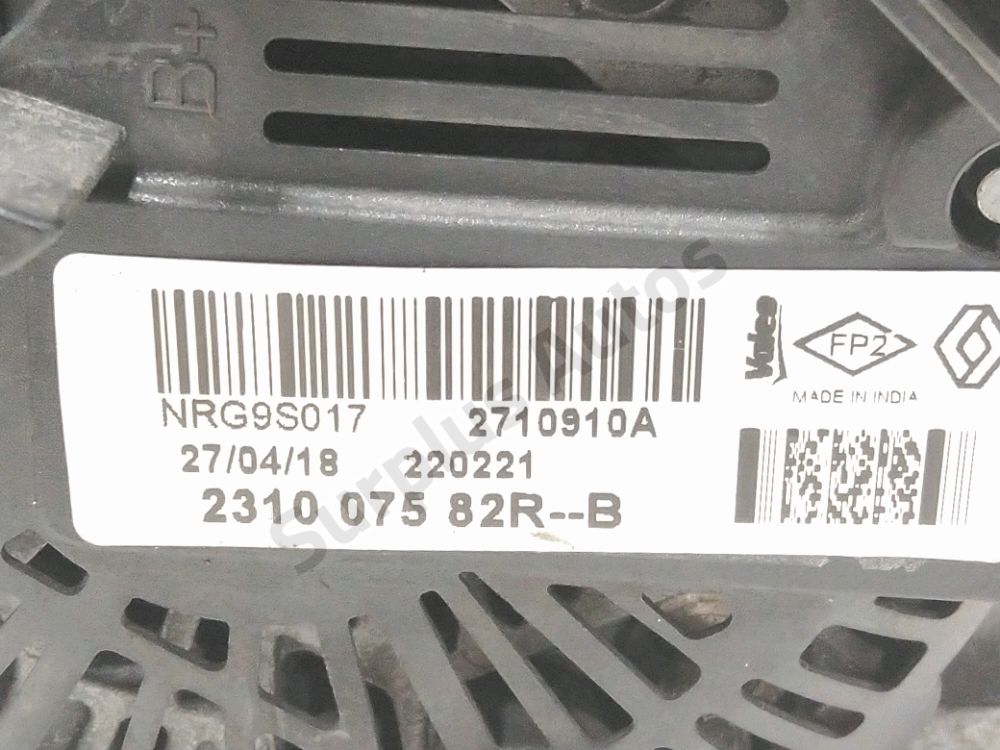 B+
Valeo
FP2
MADE IN INDIA
NRG9S017 2710910A
27/04/18 220221
2310 075 82R--B
Surplus Autos